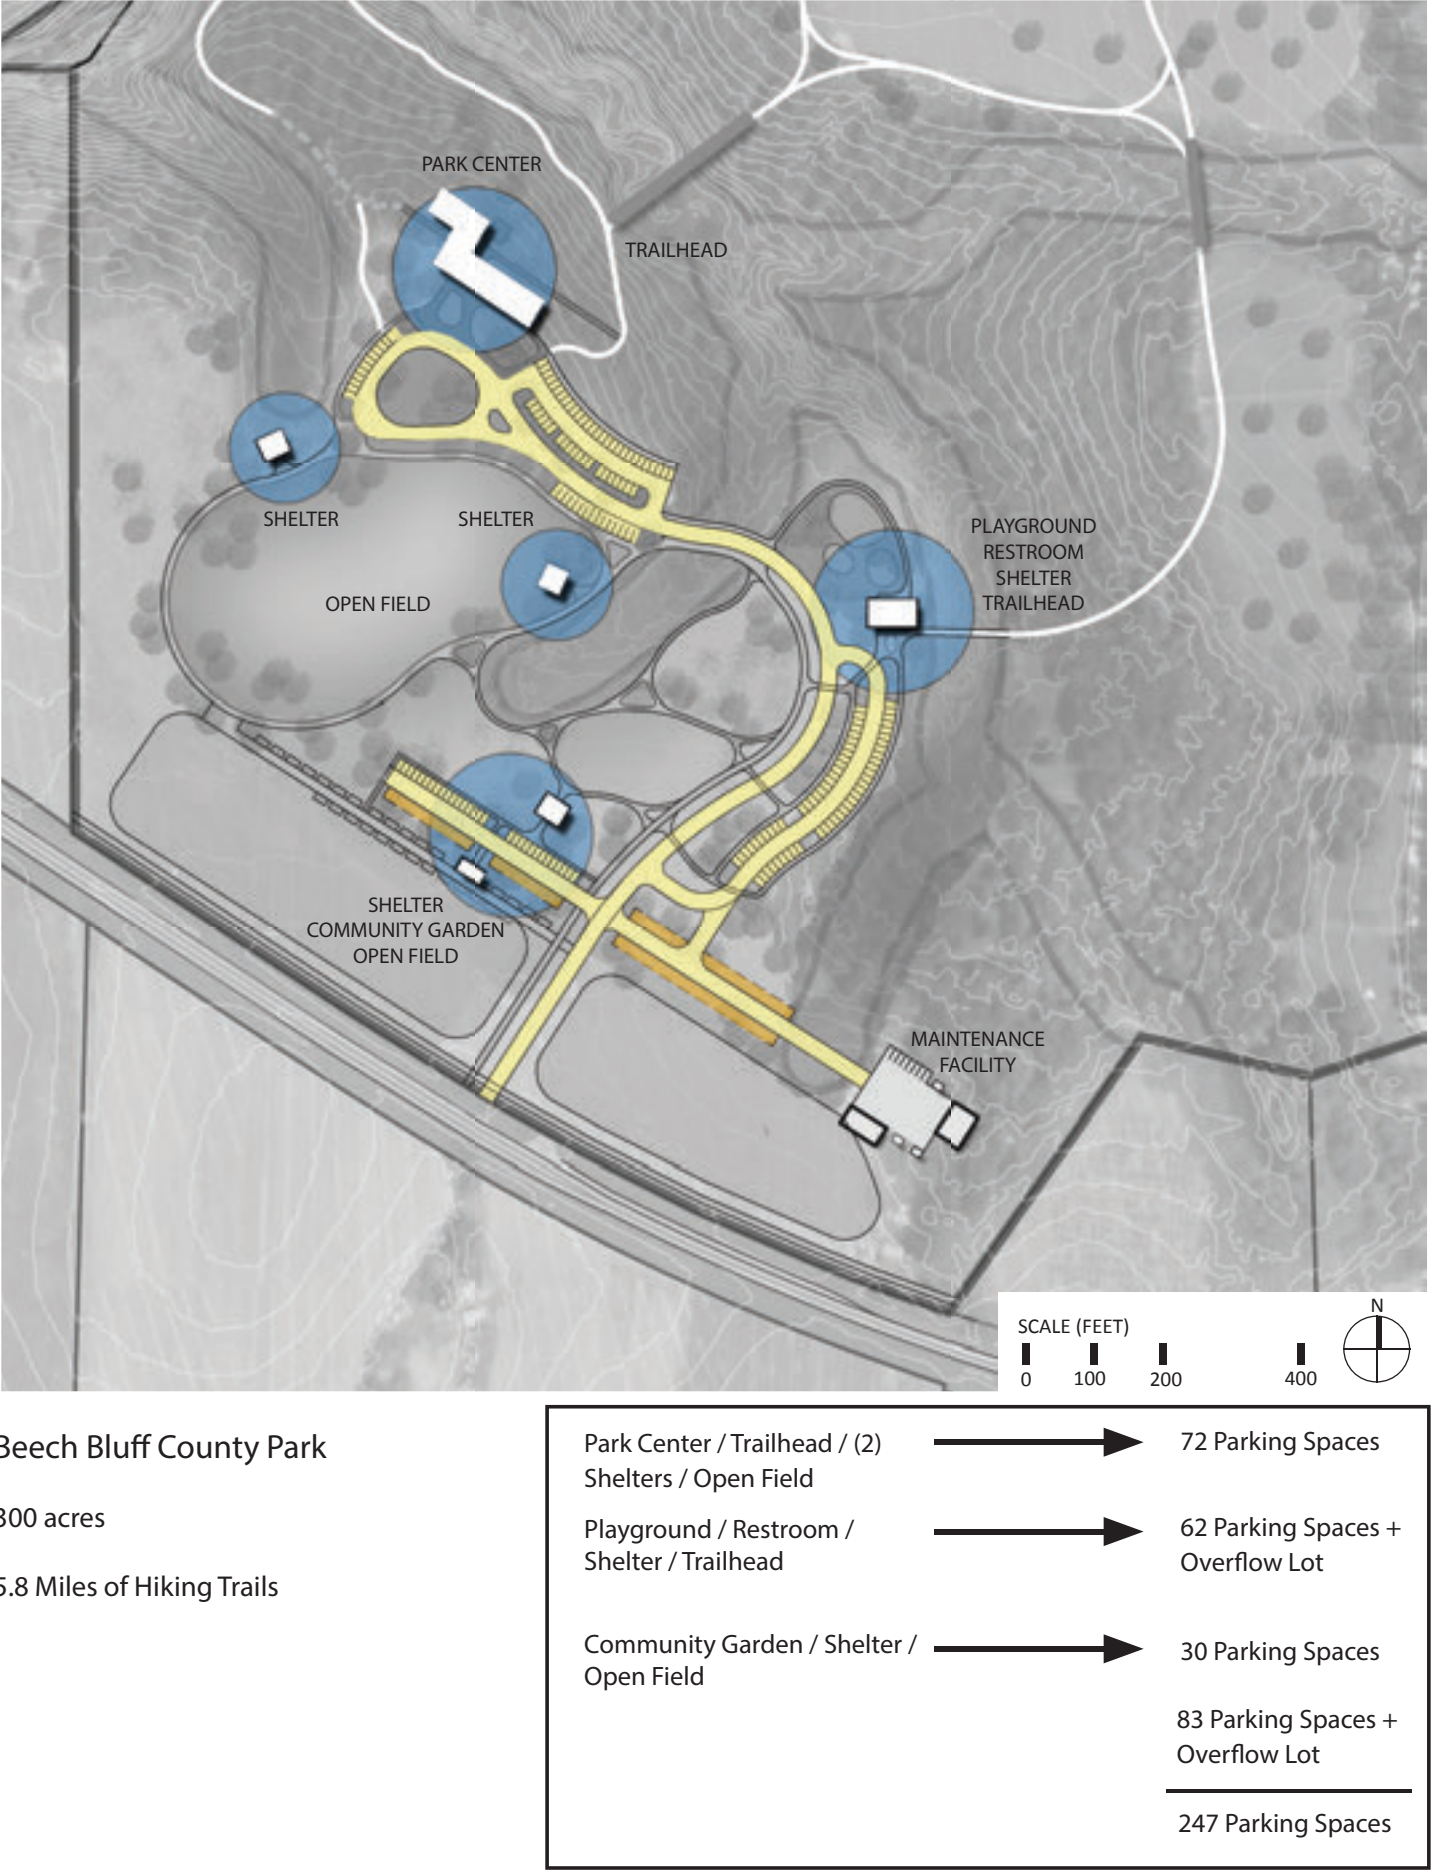 PARK CENTER
TRAILHEAD
SHELTER
SHELTER
PLAYGROUND
RESTROOM
SHELTER
TRAILHEAD
OPEN FIELD
SHELTER
COMMUNITY GARDEN
OPEN FIELD
MAINTENANCE
FACILITY
N
SCALE (FEET)
0 100 200 400
Beech Bluff County Park
300 acres
5.8 Miles of Hiking Trails
Park Center / Trailhead / (2)
Shelters / Open Field
72 Parking Spaces
Playground / Restroom /
Shelter / Trailhead
62 Parking Spaces +
Overflow Lot
Community Garden / Shelter /
Open Field
30 Parking Spaces
83 Parking Spaces +
Overflow Lot
247 Parking Spaces